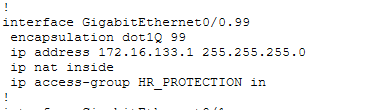 !
interface GigabitEthernet0/0.99
 encapsulation dot1Q 99
 ip address 172.16.133.1 255.255.255.0
 ip nat inside
 ip access-group HR_PROTECTION in
!